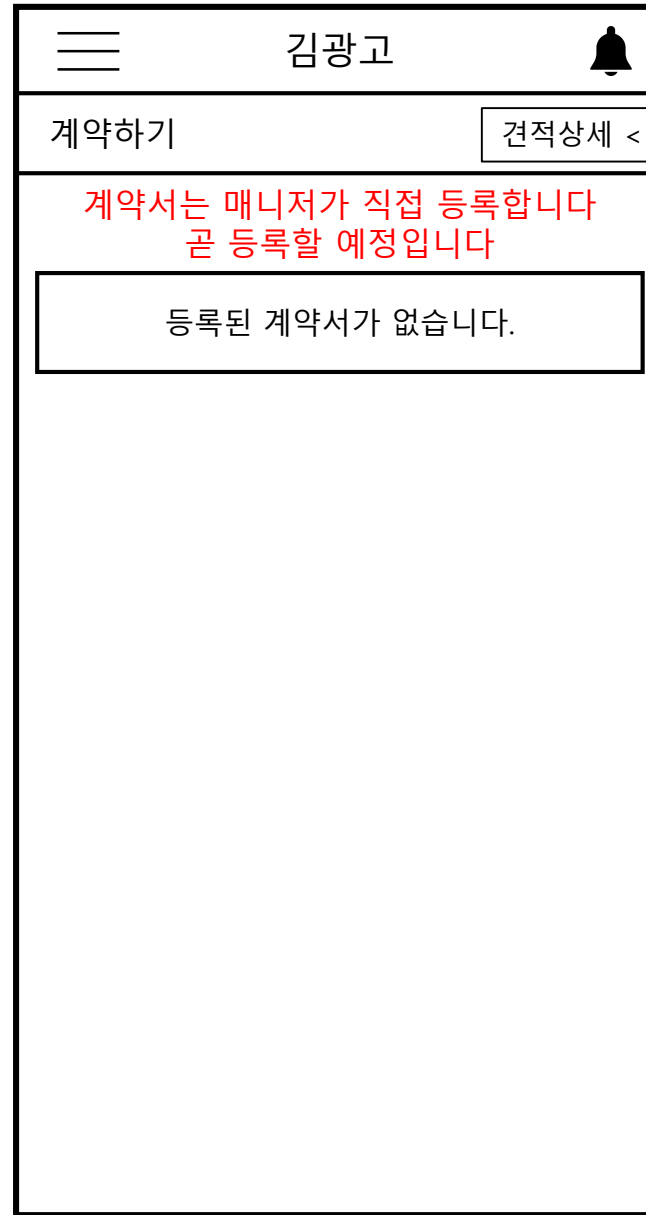 김광고
계약하기
견적상세 <
계약서는 매니저가 직접 등록합니다
곧 등록할 예정입니다
등록된 계약서가 없습니다.